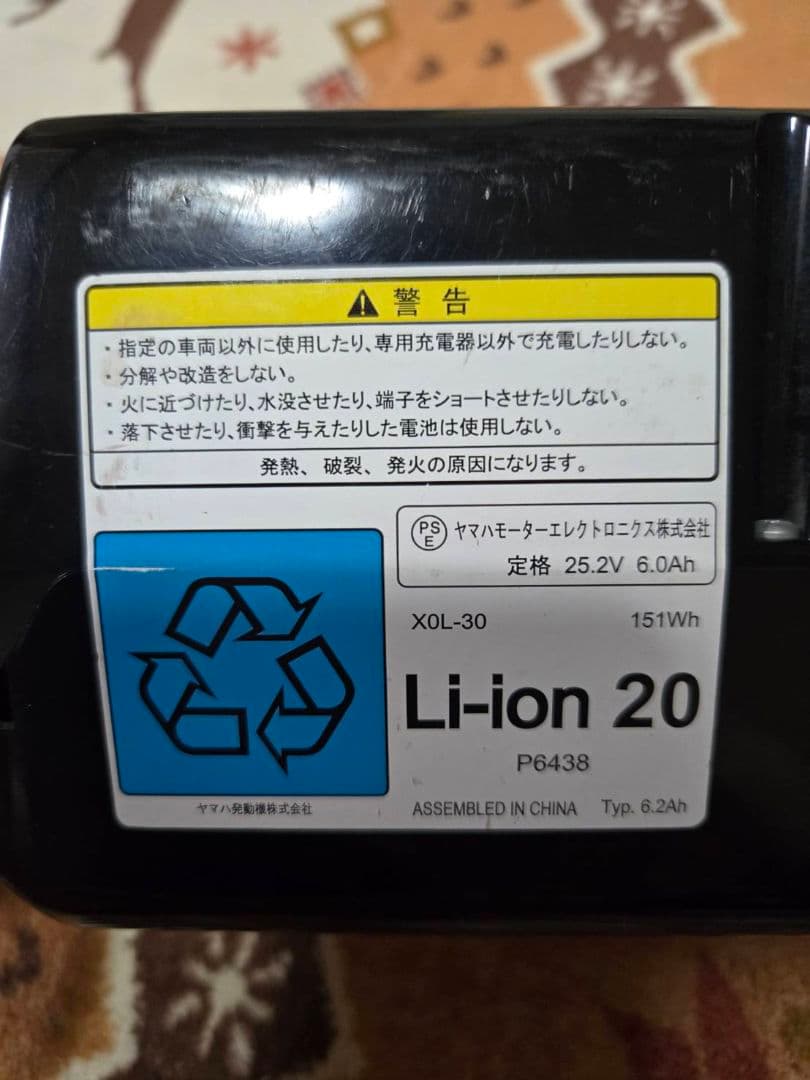 警告
・指定の車両以外に使用したり、専用充電器以外で充電したりしない。
・分解や改造をしない。
・火に近づけたり、水没させたり、端子をショートさせたりしない。
・落下させたり、衝撃を与えたりした電池は使用しない。
発熱、破裂、発火の原因になります。
PS E ヤマハモーターエレクトロニクス株式会社
定格 25.2V 6.0Ah
X0L-30 151Wh
Li-ion 20
P6438
ヤマハ発動機株式会社 ASSEMBLED IN CHINA Typ. 6.2Ah